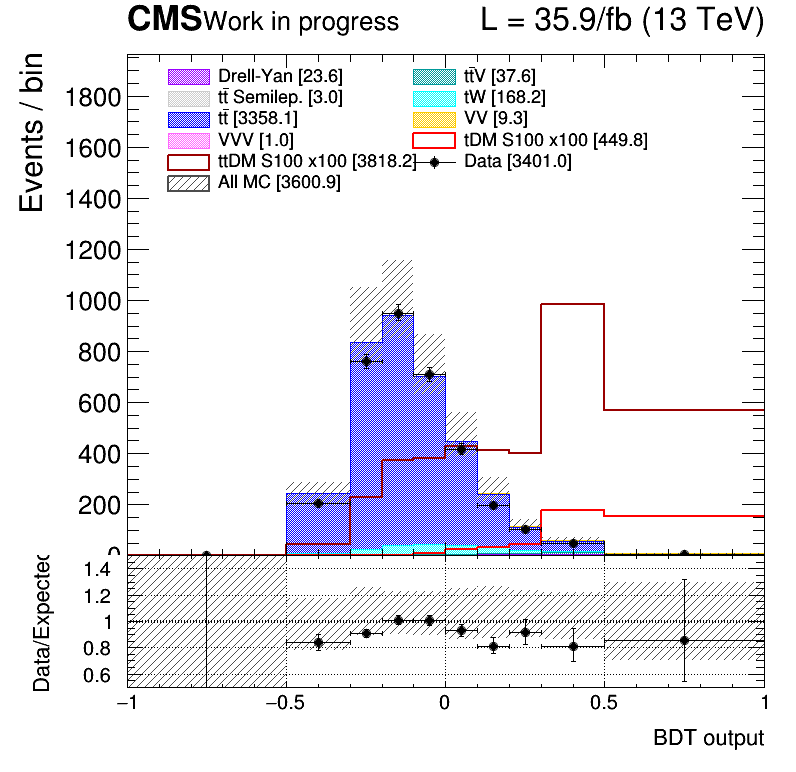 CMS Work in progress L = 35.9/fb (13 TeV)
Events / bin
Drell-Yan [23.6] tt̄V [37.6]
tt̄ Semilep. [3.0] tW [168.2]
tt̄ [3358.1] VV [9.3]
VVV [1.0] tDM S100 x100 [449.8]
ttDM S100 x100 [3818.2] Data [3401.0]
All MC [3600.9]
1800
1600
1400
1200
1000
800
600
400
200
0
Data/Expected
1.4
1.2
1
0.8
0.6
−1 −0.5 0 0.5 1
BDT output